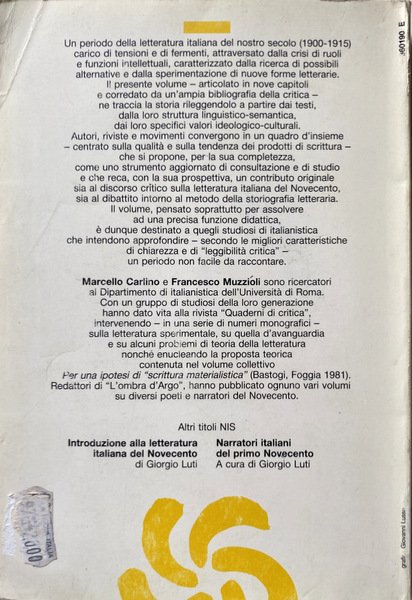 Un periodo della letteratura italiana del nostro secolo (1900-1915)
carico di tensioni e di fermenti, attraversato dalla crisi di ruoli
e funzioni intellettuali, caratterizzato dalla ricerca di possibili
alternative e dalla sperimentazione di nuove forme letterarie.
Il presente volume – articolato in nove capitoli
e corredato da un'ampia bibliografia della critica –
ne traccia la storia rileggendolo a partire dai testi,
dalla loro struttura linguistico-semantica,
dai loro specifici valori ideologico-culturali.
Autori, riviste e movimenti convergono in un quadro d'insieme
– centrato sulla qualità e sulla tendenza dei prodotti di scrittura –
che si propone, per la sua completezza,
come uno strumento aggiornato di consultazione e di studio
e che reca, con la sua prospettiva, un contributo originale
sia al discorso critico sulla letteratura italiana del Novecento,
sia al dibattito intorno al metodo della storiografia letteraria.
Il volume, pensato soprattutto per assolvere
ad una precisa funzione didattica,
è dunque destinato a quegli studiosi di italianistica
che intendono approfondire – secondo le migliori caratteristiche
di chiarezza e di "leggibilità critica" –
un periodo non facile da raccontare.
Marcello Carlino e Francesco Muzzioli sono ricercatori
al Dipartimento di italianistica dell'Università di Roma.
Con un gruppo di studiosi della loro generazione
hanno dato vita alla rivista "Quaderni di critica",
intervenendo – in una serie di numeri monografici –
sulla letteratura sperimentale, su quella d'avanguardia
e su alcuni problemi di teoria della letteratura
nonché enucleando la proposta teorica
contenuta nel volume collettivo
Per una ipotesi di "scrittura materialistica" (Bastogi, Foggia 1981).
Redattori di "L'ombra d'Argo", hanno pubblicato ognuno vari volumi
su diversi poeti e narratori del Novecento.
Altri titoli NIS
Introduzione alla letteratura
italiana del Novecento
di Giorgio Luti
Narratori italiani
del primo Novecento
A cura di Giorgio Luti
60190 E
Giovanni